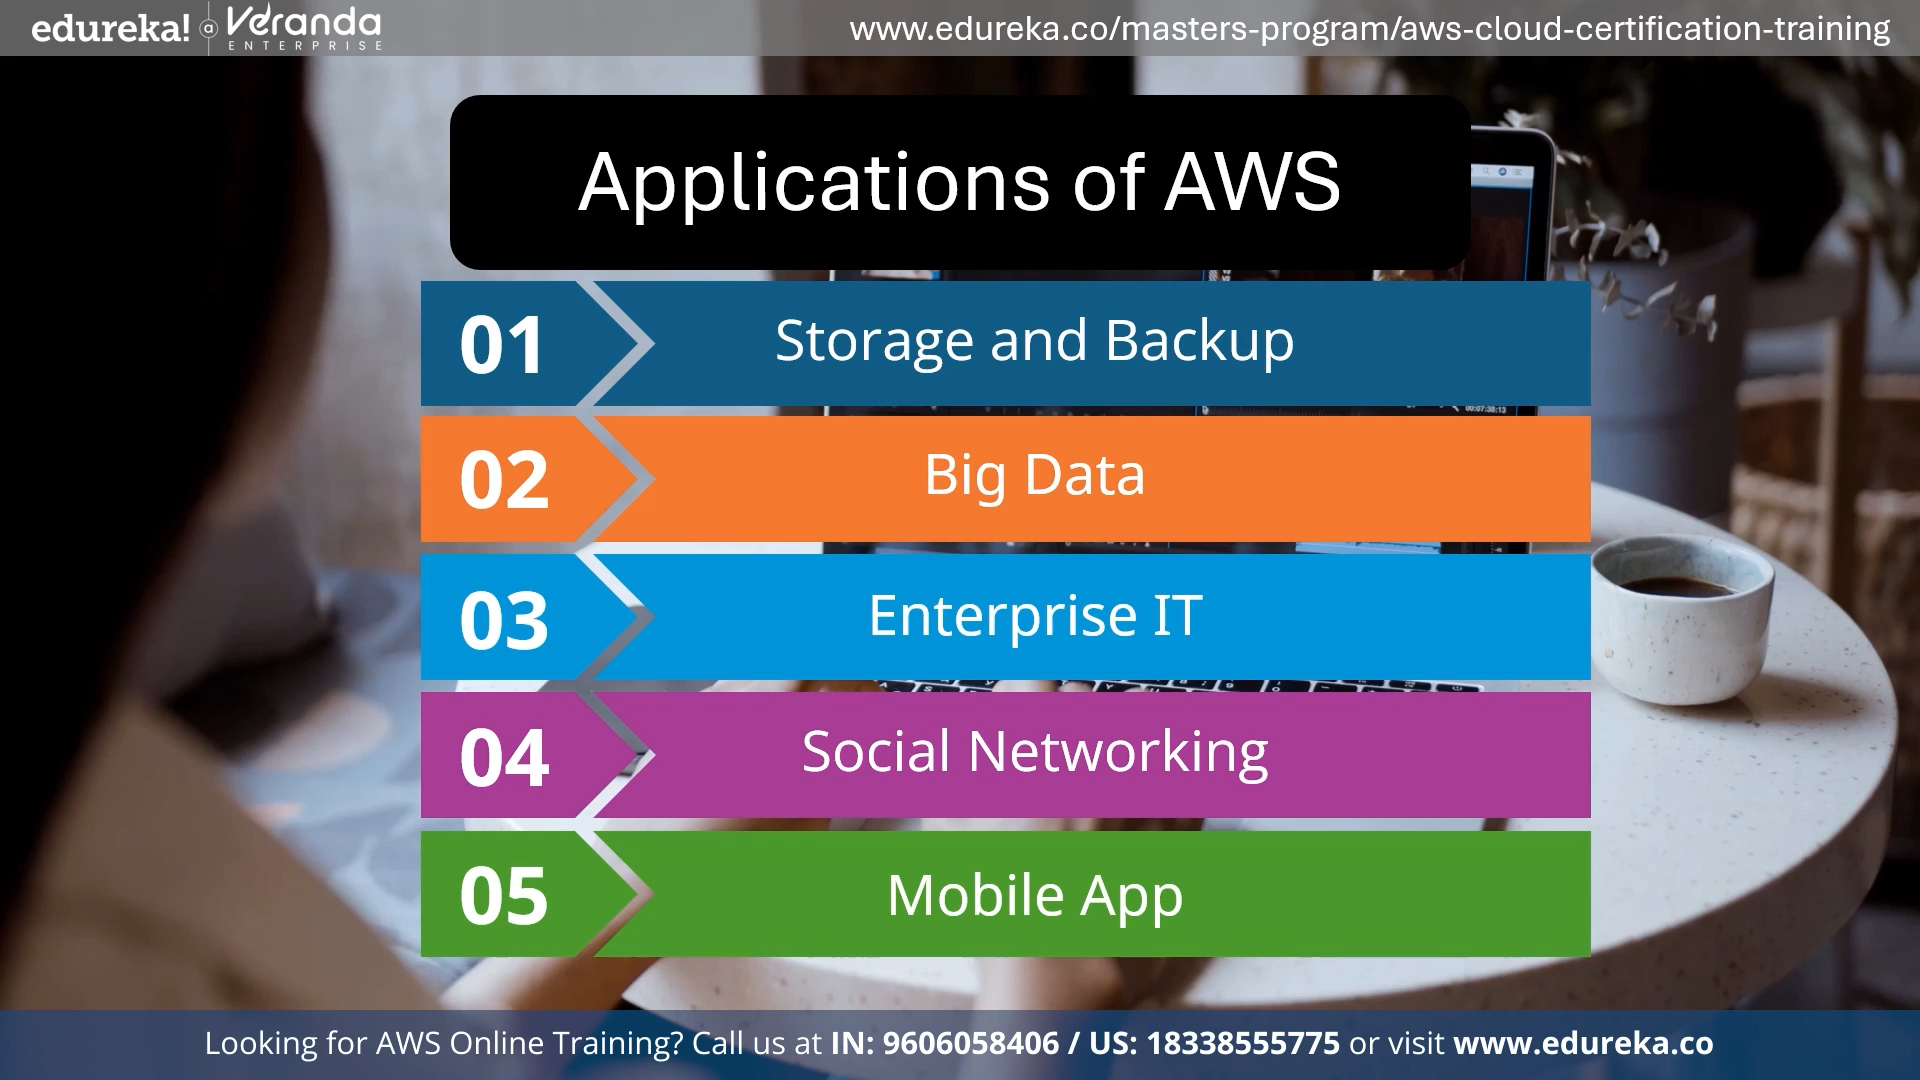 edureka! a Veranda ENTERPRISE
www.edureka.co/masters-program/aws-cloud-certification-training
Applications of AWS
01 Storage and Backup
02 Big Data
03 Enterprise IT
04 Social Networking
05 Mobile App
Looking for AWS Online Training? Call us at IN: 9606058406 / US: 18338555775 or visit www.edureka.co